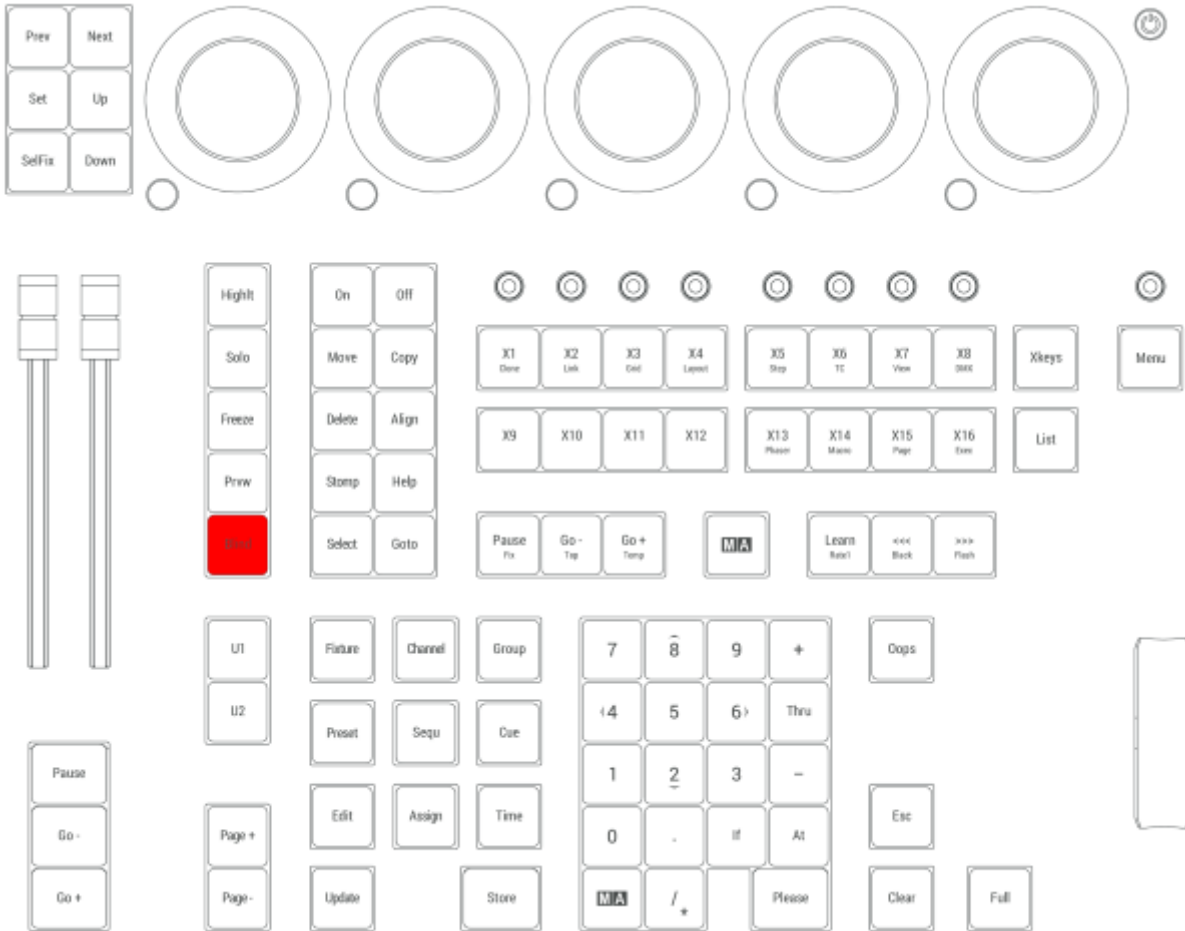 Prev Next
Set Up
SelFix Down
Highlt On Off
Solo Move Copy
X1 X2 X3 X4 X5 X6 X7 X8 Xkeys Menu
Clone Link Grid Layout Step TC View DMX
Freeze Delete Align
X9 X10 X11 X12 X13 X14 X15 X16 List
Phaser Macro Page Exec
Prvw Stomp Help
Blind Select Goto
Pause Go - Go + MA Learn <<< >>>
Fix Top Temp Rate1 Black Flash
U1 Fixture Channel Group 7 8 9 + Oops
U2 Preset Sequ Cue 4 5 6 Thru
Pause 1 2 3 -
Go - Page + Edit Assign Time 0 . If At Esc
Go + Page - Update Store MA / * Please Clear Full